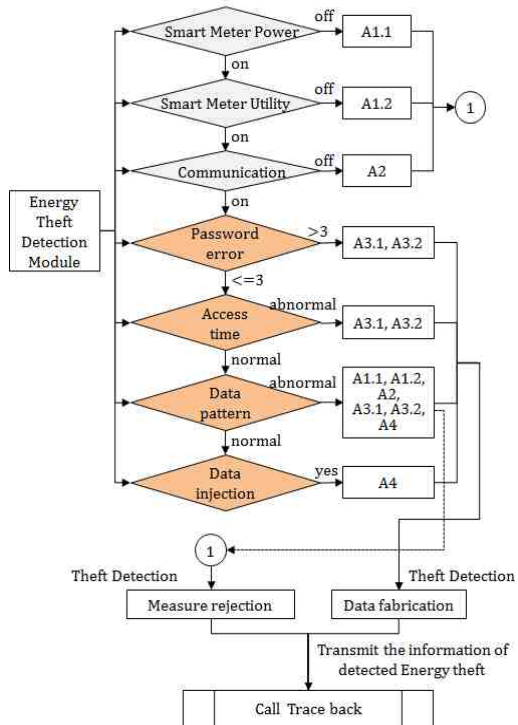 Smart Meter Power
off
A1.1
on
Smart Meter Utility
off
A1.2
1
on
Communication
off
A2
on
Energy
Theft
Detection
Module
Password
error
>3
A3.1, A3.2
<=3
Access
time
abnormal
A3.1, A3.2
normal
Data
pattern
abnormal
A1.1, A1.2,
A2,
A3.1, A3.2,
A4
normal
Data
injection
yes
A4
1
Theft Detection
Theft Detection
Measure rejection
Data fabrication
Transmit the information of
detected Energy theft
Call Trace back